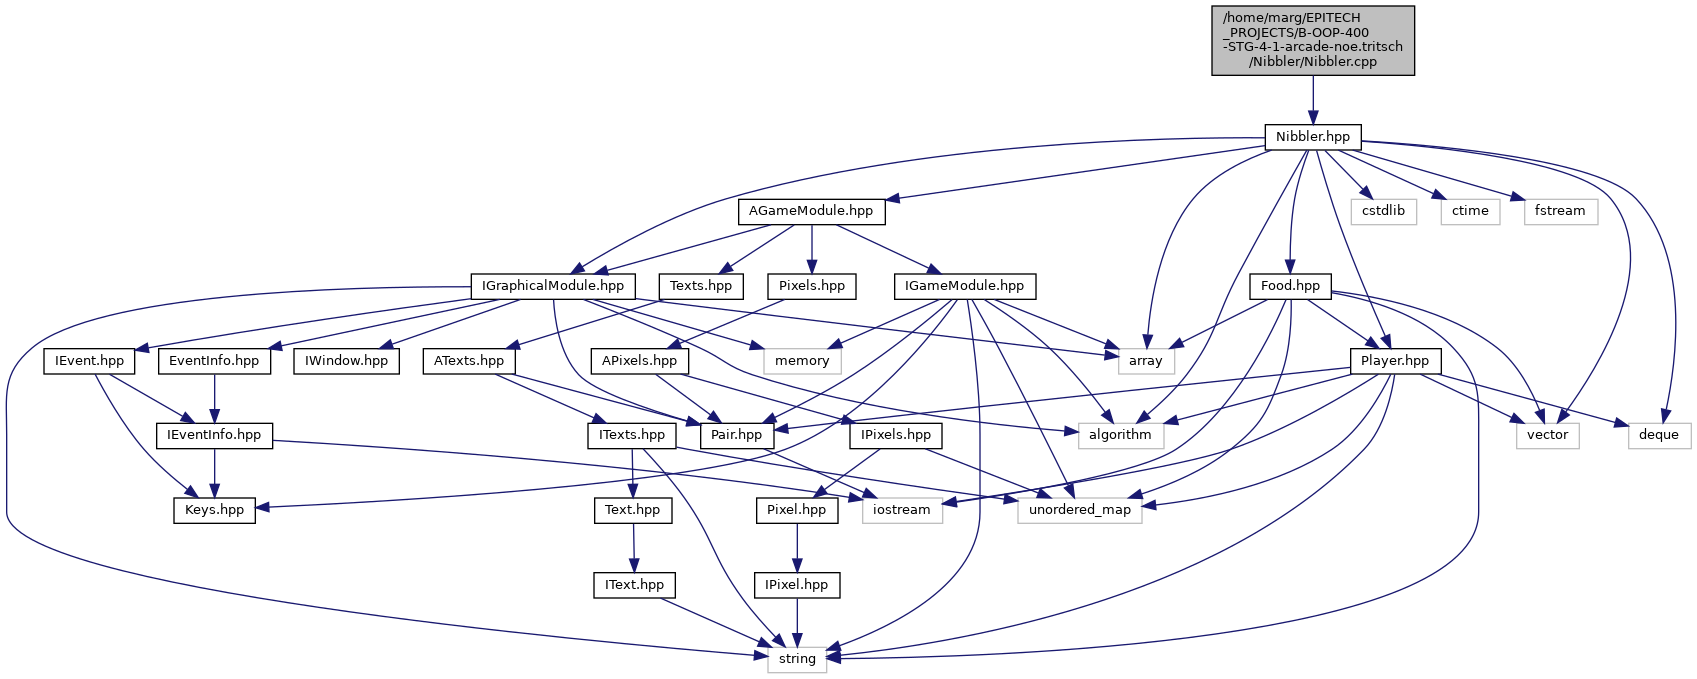 /home/marg/EPITECH
_PROJECTS/B-OOP-400
-STG-4-1-arcade-noe.tritsch
/Nibbler/Nibbler.cpp
Nibbler.hpp
AGameModule.hpp
cstdlib
ctime
fstream
IGraphicalModule.hpp
Texts.hpp
Pixels.hpp
IGameModule.hpp
Food.hpp
IEvent.hpp
EventInfo.hpp
IWindow.hpp
ATexts.hpp
APixels.hpp
memory
array
Player.hpp
IEventInfo.hpp
ITexts.hpp
Pair.hpp
IPixels.hpp
algorithm
vector
deque
Keys.hpp
Text.hpp
Pixel.hpp
iostream
unordered_map
IText.hpp
IPixel.hpp
string